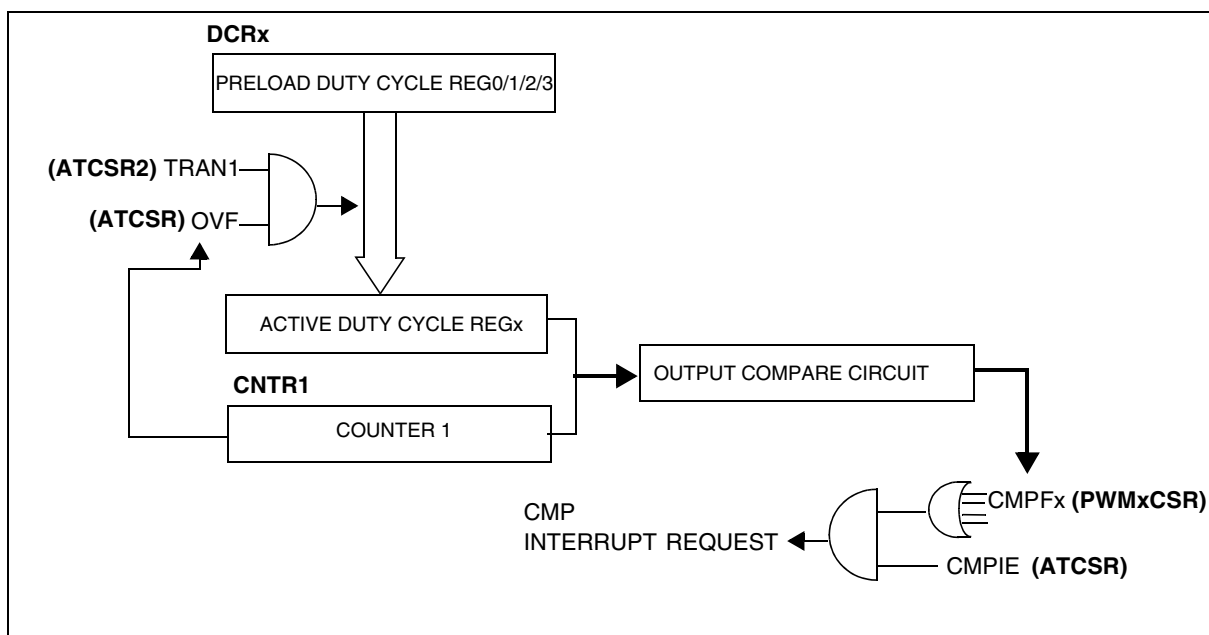 DCRx
PRELOAD DUTY CYCLE REG0/1/2/3
(ATCSR2) TRAN1
(ATCSR) OVF
ACTIVE DUTY CYCLE REGx
CNTR1
COUNTER 1
OUTPUT COMPARE CIRCUIT
CMPFx (PWMxCSR)
CMP
INTERRUPT REQUEST
CMPIE (ATCSR)